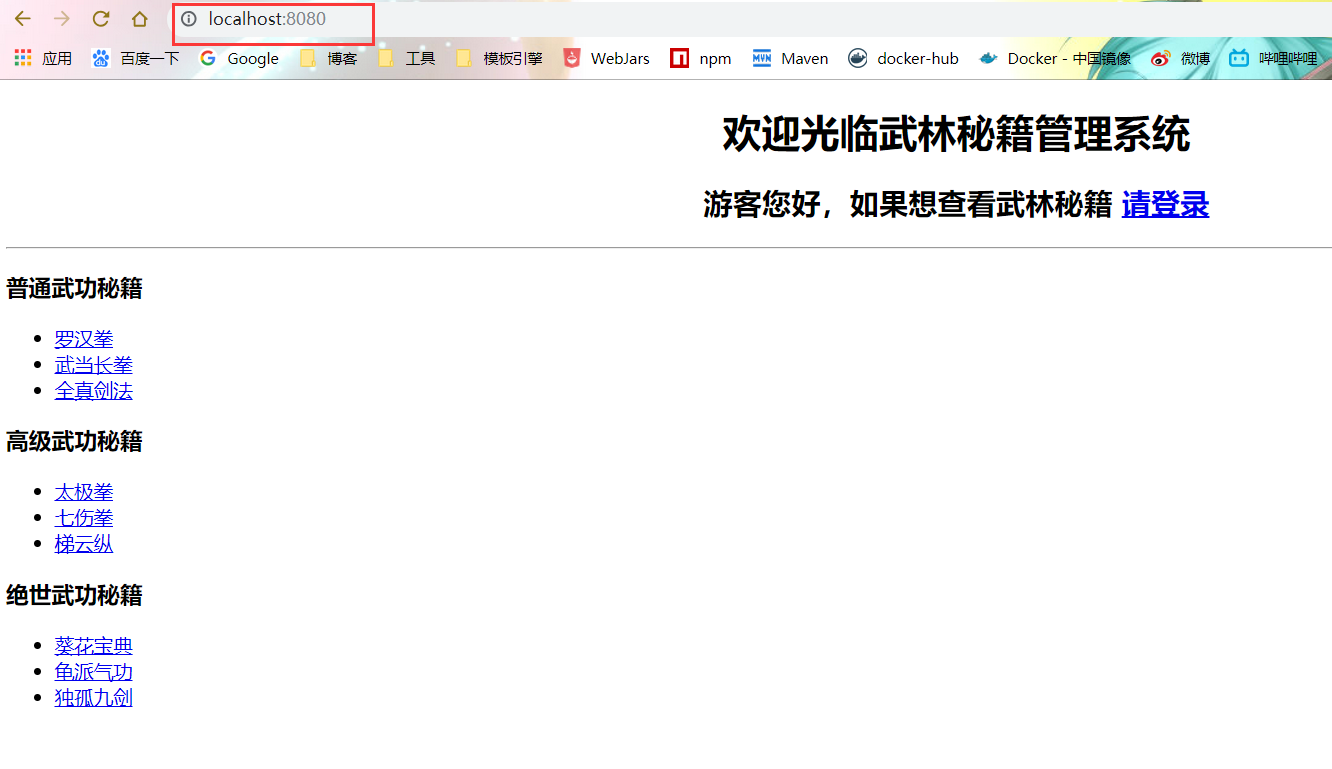 localhost:8080
应用 百度一下 Google 博客 工具 模板引擎 WebJars npm Maven docker-hub Docker - 中国镜像 微博 哔哩哔哩
欢迎光临武林秘籍管理系统
游客您好，如果想查看武林秘籍 请登录
普通武功秘籍
罗汉拳
武当长拳
全真剑法
高级武功秘籍
太极拳
七伤拳
梯云纵
绝世武功秘籍
葵花宝典
龟派气功
独孤九剑